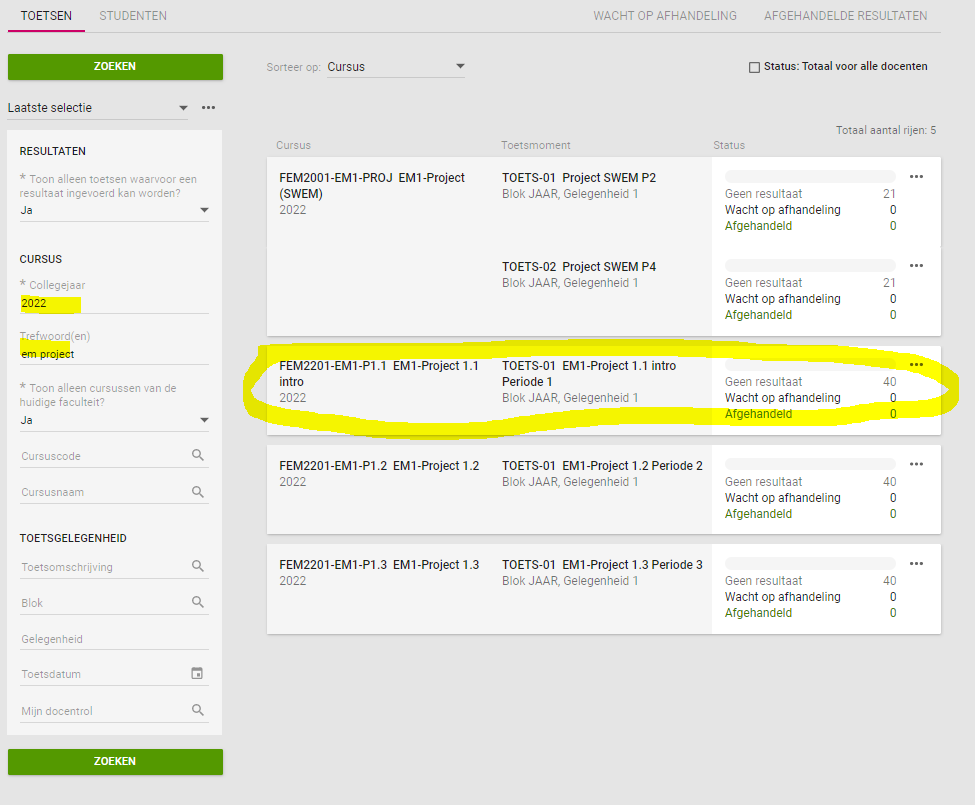 TOETSEN STUDENTEN WACHT OP AFHANDELING AFGEHANDELDE RESULTATEN
ZOEKEN
Laatste selectie
RESULTATEN
* Toon alleen toetsen waarvoor een
resultaat ingevoerd kan worden?
Ja
CURSUS
* Collegejaar
2022
Trefwoord(en)
em project
* Toon alleen cursussen van de
huidige faculteit?
Ja
Cursuscode
Cursusnaam
TOETSGELEGENHEID
Toetsomschrijving
Blok
Gelegenheid
Toetsdatum
Mijn docentrol
ZOEKEN
Sorteer op: Cursus
Status: Totaal voor alle docenten
Totaal aantal rijen: 5
Cursus Toetsmoment Status
FEM2001-EM1-PROJ EM1-Project
(SWEM)
2022
TOETS-01 Project SWEM P2
Blok JAAR, Gelegenheid 1
Geen resultaat 21
Wacht op afhandeling 0
Afgehandeld 0
TOETS-02 Project SWEM P4
Blok JAAR, Gelegenheid 1
Geen resultaat 21
Wacht op afhandeling 0
Afgehandeld 0
FEM2201-EM1-P1.1 EM1-Project 1.1
intro
2022
TOETS-01 EM1-Project 1.1 intro
Periode 1
Blok JAAR, Gelegenheid 1
Geen resultaat 40
Wacht op afhandeling 0
Afgehandeld 0
FEM2201-EM1-P1.2 EM1-Project 1.2
2022
TOETS-01 EM1-Project 1.2 Periode 2
Blok JAAR, Gelegenheid 1
Geen resultaat 40
Wacht op afhandeling 0
Afgehandeld 0
FEM2201-EM1-P1.3 EM1-Project 1.3
2022
TOETS-01 EM1-Project 1.3 Periode 3
Blok JAAR, Gelegenheid 1
Geen resultaat 40
Wacht op afhandeling 0
Afgehandeld 0